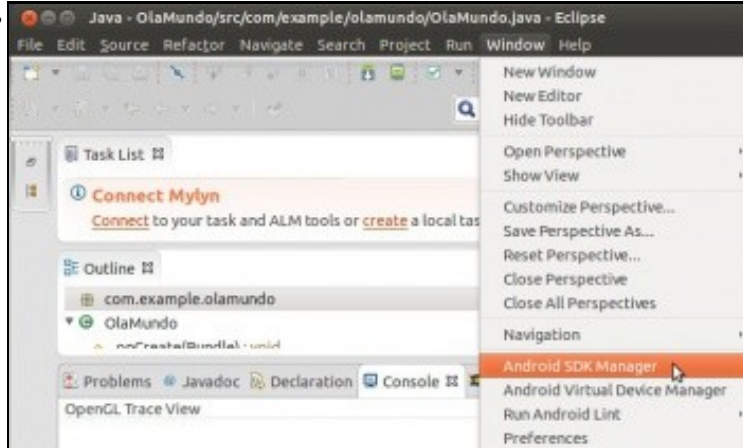 Java - OlaMundo/src/com/example/olamundo/OlaMundo.java - Eclipse
File Edit Source Refactor Navigate Search Project Run Window Help
New Window
New Editor
Hide Toolbar
Open Perspective
Show View
Customize Perspective...
Save Perspective As...
Reset Perspective...
Close Perspective
Close All Perspectives
Navigation
Android SDK Manager
Android Virtual Device Manager
Run Android Lint
Preferences
Task List
Connect Mylyn
Connect to your task and ALM tools or create a local tas
Outline
com.example.olamundo
OlaMundo
onCreate(Bundle) : void
Problems Javadoc Declaration Console
OpenGL Trace View